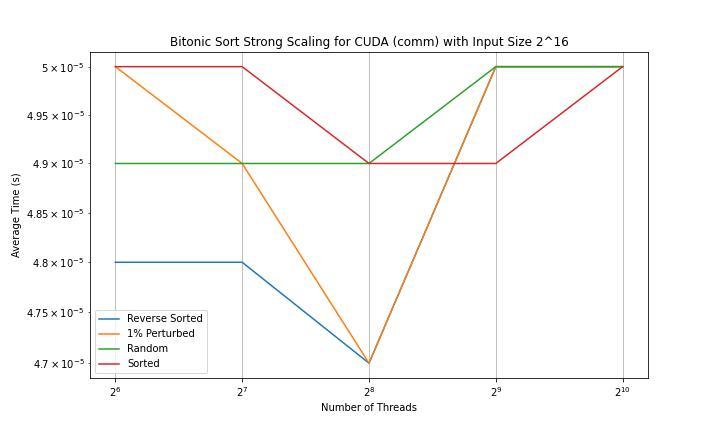 Bitonic Sort Strong Scaling for CUDA (comm) with Input Size 2^16
Average Time (s)
5 × 10⁻⁵
4.95 × 10⁻⁵
4.9 × 10⁻⁵
4.85 × 10⁻⁵
4.8 × 10⁻⁵
4.75 × 10⁻⁵
4.7 × 10⁻⁵
Reverse Sorted
1% Perturbed
Random
Sorted
2⁶ 2⁷ 2⁸ 2⁹ 2¹⁰
Number of Threads